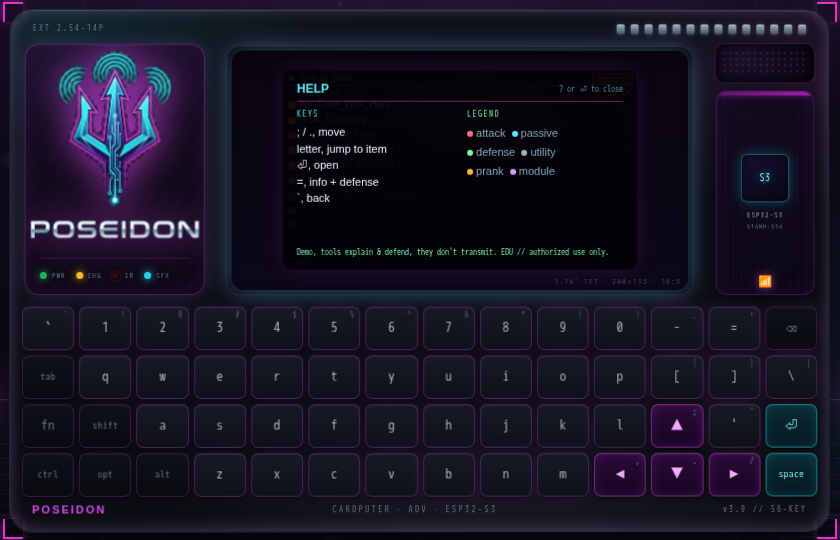 EXT 2.54-14P
POSEIDON
PWR CHG IR SFX
HELP
? or ⏎ to close
KEYS
; / ., move
letter, jump to item
⏎, open
=, info + defense
`, back
LEGEND
attack passive
defense utility
prank module
Demo, tools explain & defend, they don't transmit. EDU // authorized use only.
1.14" TFT · 240×135 · 16:9
S3
ESP32-S3
STAMP-S3A
` 1 2 3 4 5 6 7 8 9 0 - = ⌫
tab q w e r t y u i o p [ ] \
fn shift a s d f g h j k l ▲ ' ⏎
ctrl opt alt z x c v b n m ◄ ▼ ► space
POSEIDON
CARDPUTER · ADV · ESP32-S3
v3.9 // 56-KEY